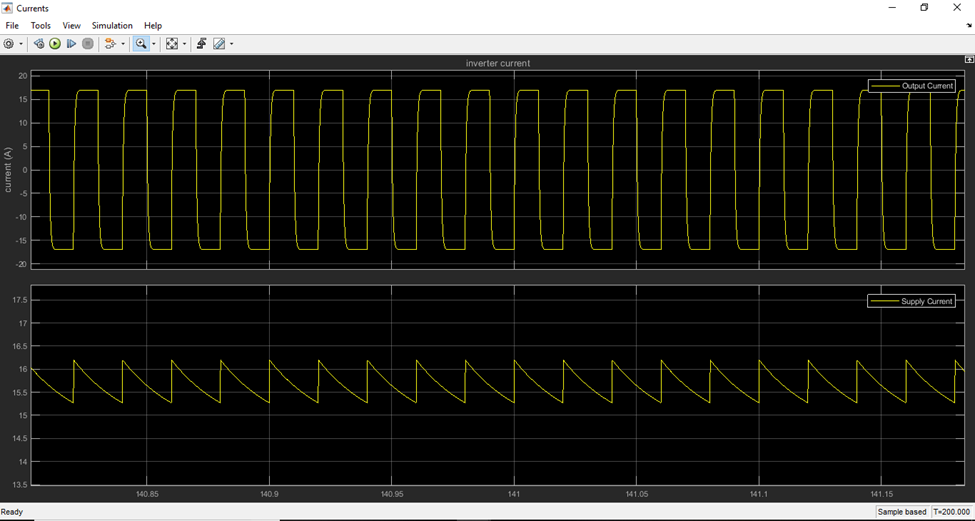 Currents
File Tools View Simulation Help
inverter current
current (A)
20
15
10
5
0
-5
-10
-15
-20
Output Current
17.5
17
16.5
16
15.5
15
14.5
14
13.5
Supply Current
140.85 140.9 140.95 141 141.05 141.1 141.15
Ready
Sample based T=200.000